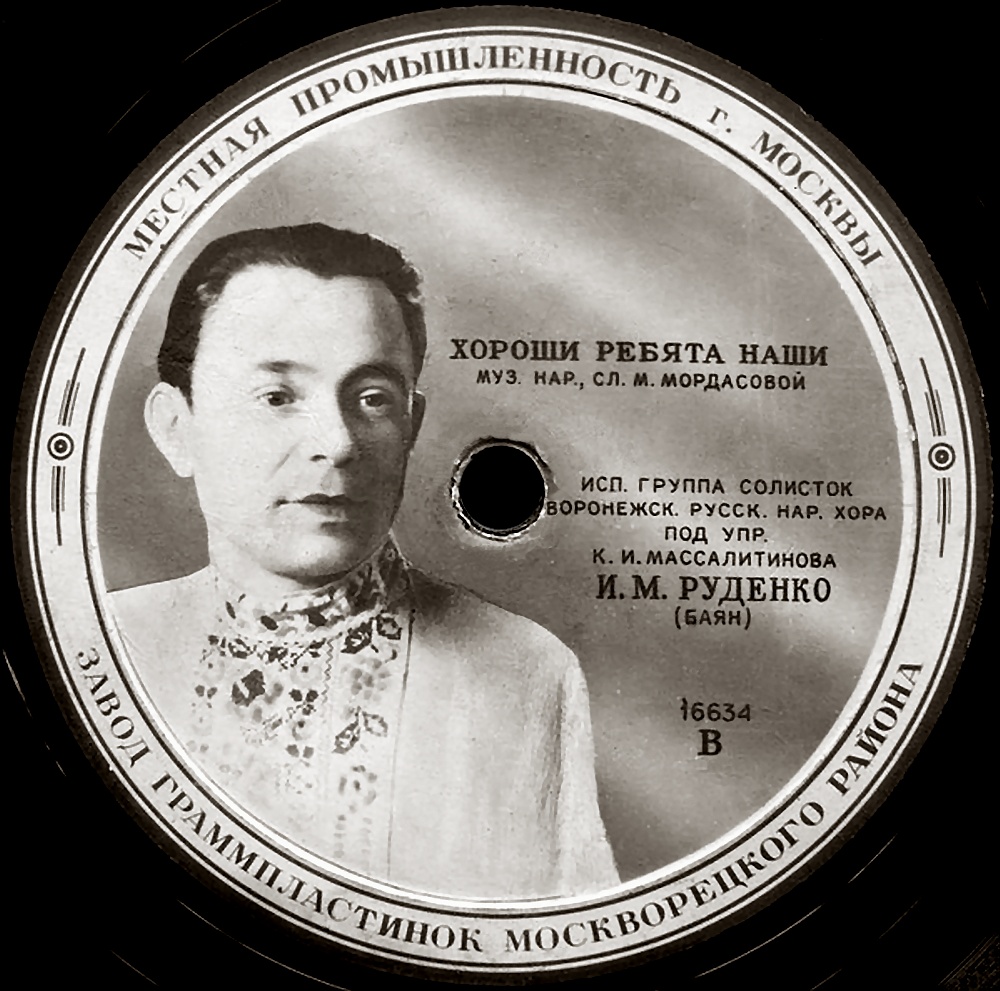 МЕСТНАЯ ПРОМЫШЛЕННОСТЬ Г. МОСКВЫ
ХОРОШИ РЕБЯТА НАШИ
МУЗ. НАР., СЛ. М. МОРДАСОВОЙ
ИСП. ГРУППА СОЛИСТОК
ВОРОНЕЖСК. РУССК. НАР. ХОРА
ПОД УПР.
К. И. МАССАЛИТИНОВА
И. М. РУДЕНКО
(БАЯН)
16634
В
ЗАВОД ГРАММПЛАСТИНОК МОСКВОРЕЦКОГО РАЙОНА